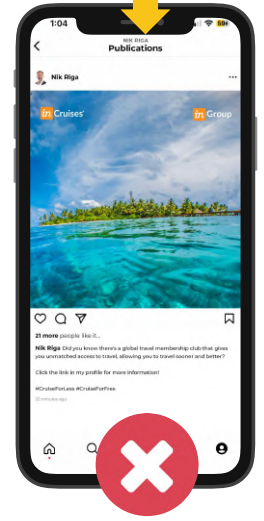 1:04
NIK RIGA
Publications
Nik Riga
in Cruises®
in Group
21 more people like it...
Nik Riga Did you know there's a global travel membership club that gives
you unmatched access to travel, allowing you to travel sooner and better?
Click the link in my profile for more information!
#CruiseForLess #CruiseForFree